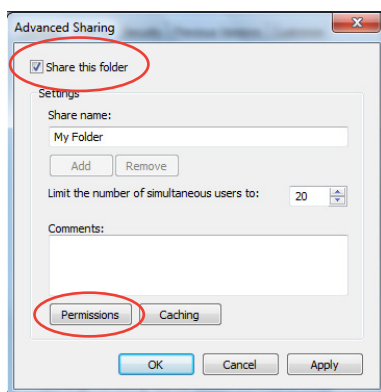 Advanced Sharing
Share this folder
Settings
Share name:
My Folder
Add Remove
Limit the number of simultaneous users to: 20
Comments:
Permissions Caching
OK Cancel Apply